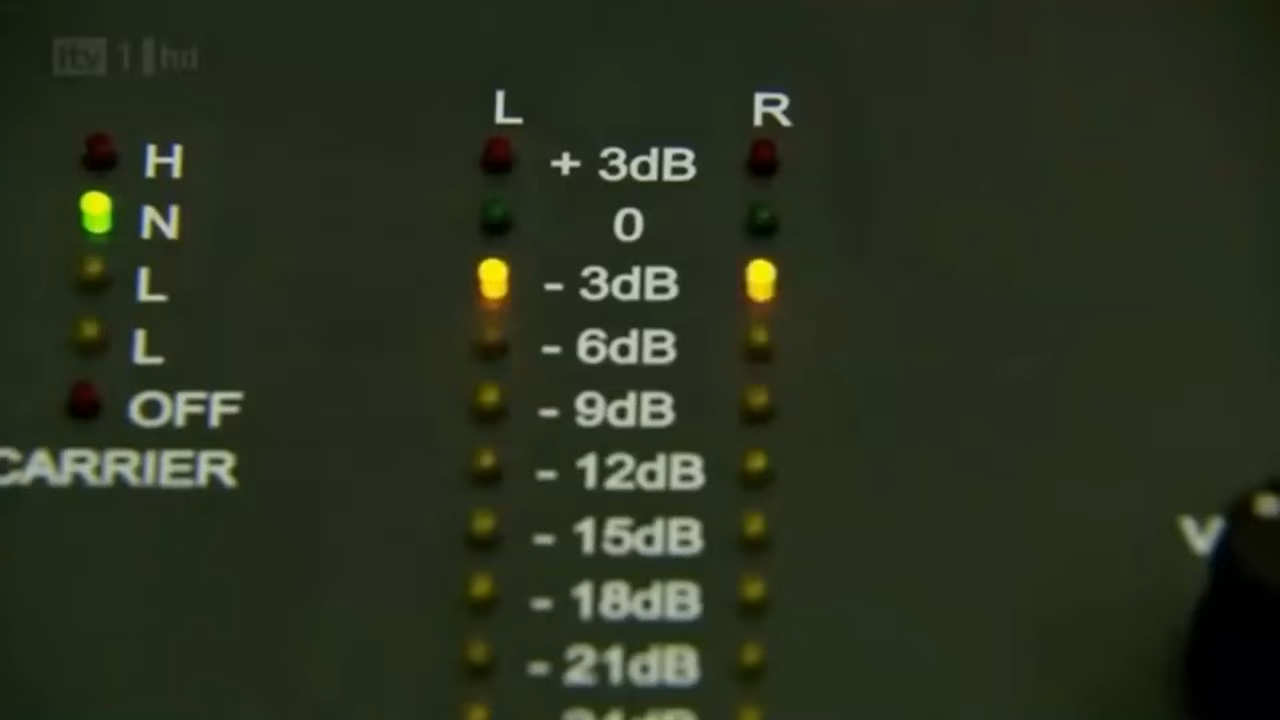 itv 1 hd
L R
H + 3dB
N 0
L - 3dB
L - 6dB
OFF - 9dB
CARRIER - 12dB
- 15dB
- 18dB
- 21dB